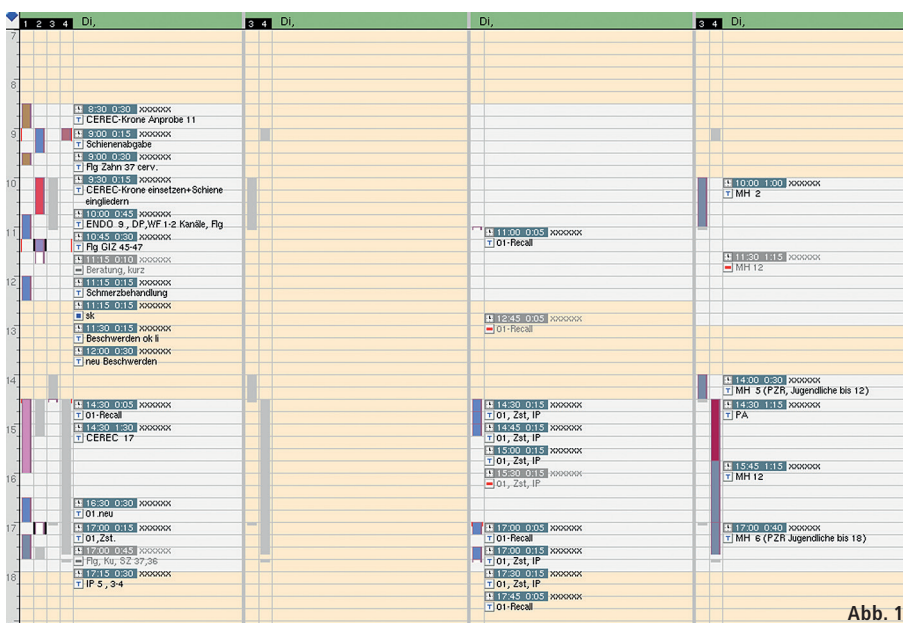 1 2 3 4 Di,
3 4 Di,
Di,
3 4 Di,
7
8
9
10
11
12
13
14
15
16
17
18
8:30 0:30 XXXXXX
CEREC-Krone Anprobe 11
9:00 0:15 XXXXXX
Schienenabgabe
9:00 0:30 XXXXXX
Flg Zahn 37 cerv.
9:30 0:15 XXXXXX
CEREC-Krone einsetzen+Schiene
eingliedern
10:00 0:45 XXXXXX
ENDO 9 , DP,WF 1-2 Kanäle, Flg
10:45 0:30 XXXXXX
Flg GIZ 45-47
11:15 0:10 XXXXXX
Beratung, kurz
11:15 0:15 XXXXXX
Schmerzbehandlung
11:15 0:15 XXXXXX
sk
11:30 0:15 XXXXXX
Beschwerden ok li
12:00 0:30 XXXXXX
neu Beschwerden
14:30 0:05 XXXXXX
01-Recall
14:30 1:30 XXXXXX
CEREC 17
16:30 0:30 XXXXXX
01.neu
17:00 0:15 XXXXXX
01,Zst.
17:00 0:45 XXXXXX
Flg, Ku, SZ 37,36
17:15 0:30 XXXXXX
IP 5 , 3-4
11:00 0:05 XXXXXX
01-Recall
12:45 0:05 XXXXXX
01-Recall
14:30 0:15 XXXXXX
01, Zst, IP
14:45 0:15 XXXXXX
01, Zst, IP
15:00 0:15 XXXXXX
01, Zst, IP
15:30 0:15 XXXXXX
01, Zst, IP
17:00 0:05 XXXXXX
01-Recall
17:00 0:15 XXXXXX
01, Zst, IP
17:30 0:15 XXXXXX
01, Zst, IP
17:45 0:05 XXXXXX
01-Recall
10:00 1:00 XXXXXX
MH 2
11:30 1:15 XXXXXX
MH 12
14:00 0:30 XXXXXX
MH 5 (PZR, Jugendliche bis 12)
14:30 1:15 XXXXXX
PA
15:45 1:15 XXXXXX
MH 12
17:00 0:40 XXXXXX
MH 6 (PZR Jugendliche bis 18)
Abb. 1